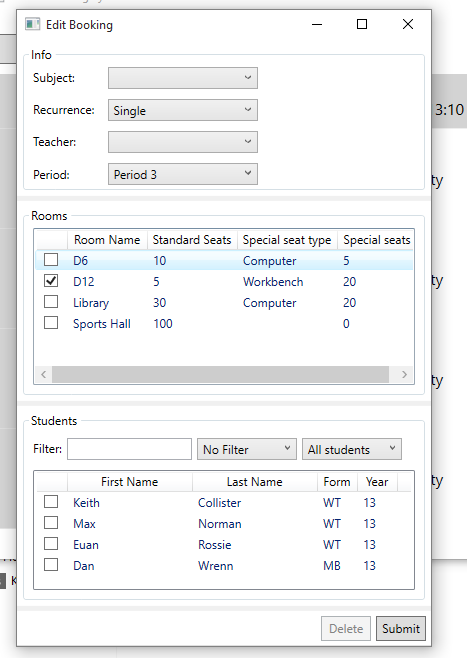 Edit Booking
Info
Subject:
Recurrence: Single
3:10
Teacher:
Period: Period 3
ty
Rooms
Room Name Standard Seats Special seat type Special seats
D6 10 Computer 5
D12 5 Workbench 20
ty
Library 30 Computer 20
Sports Hall 100 0
ty
Students
Filter: No Filter All students
First Name Last Name Form Year
ty
Keith Collister WT 13
Max Norman WT 13
Euan Rossie WT 13
Dan Wrenn MB 13
K
Delete Submit